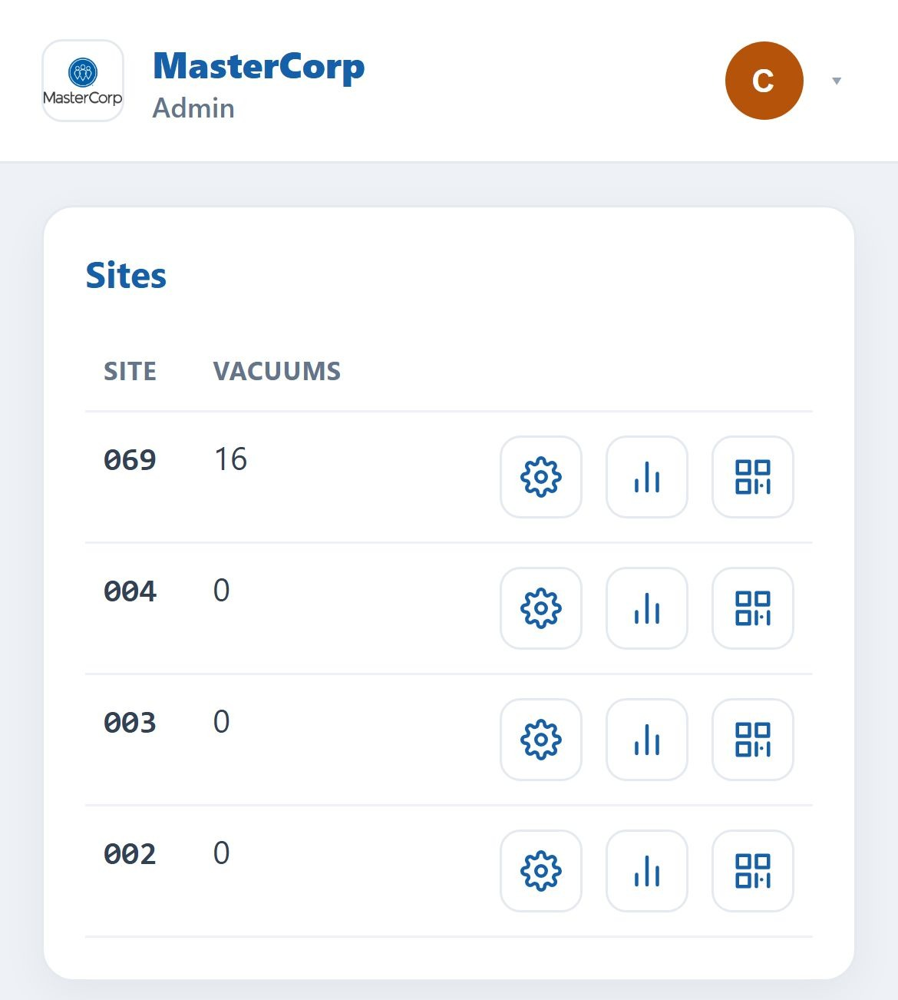 MasterCorp
MasterCorp
Admin
C
Sites
SITE VACUUMS
069 16
004 0
003 0
002 0